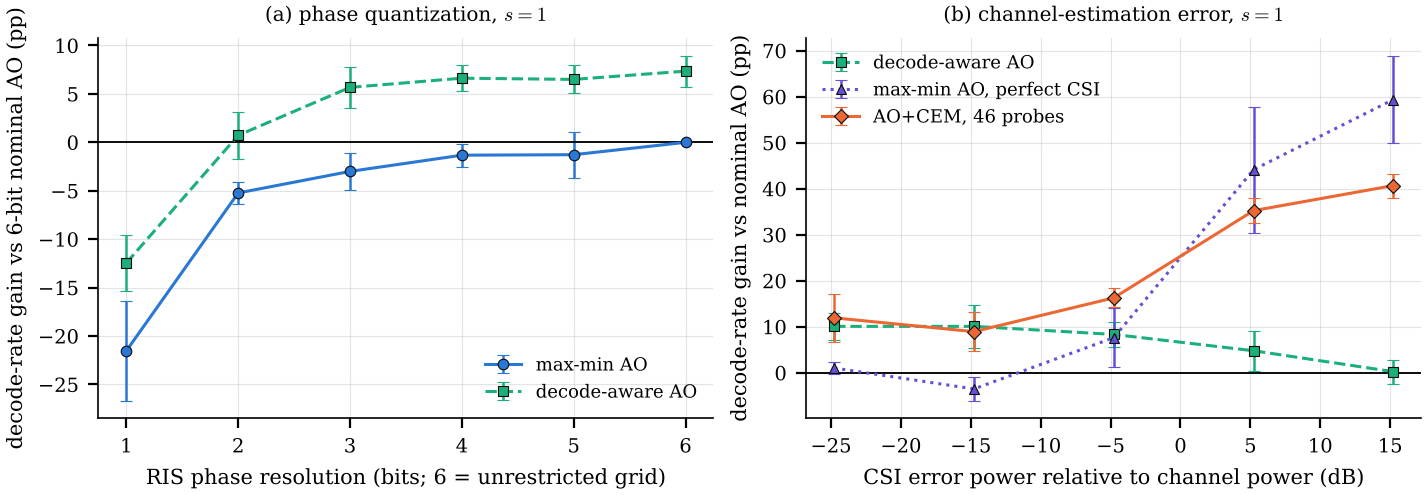 (a) phase quantization, s = 1
decode-rate gain vs 6-bit nominal AO (pp)
10
5
0
−5
−10
−15
−20
−25
max-min AO
decode-aware AO
1 2 3 4 5 6
RIS phase resolution (bits; 6 = unrestricted grid)
(b) channel-estimation error, s = 1
decode-rate gain vs nominal AO (pp)
70
60
50
40
30
20
10
0
decode-aware AO
max-min AO, perfect CSI
AO+CEM, 46 probes
−25 −20 −15 −10 −5 0 5 10 15
CSI error power relative to channel power (dB)